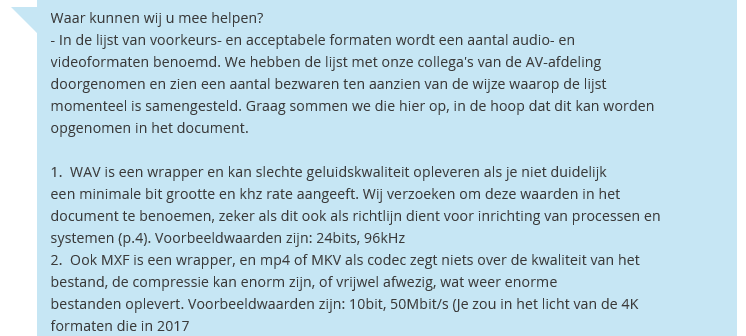 Waar kunnen wij u mee helpen?
- In de lijst van voorkeurs- en acceptabele formaten wordt een aantal audio- en
videoformaten benoemd. We hebben de lijst met onze collega's van de AV-afdeling
doorgenomen en zien een aantal bezwaren ten aanzien van de wijze waarop de lijst
momenteel is samengesteld. Graag sommen we die hier op, in de hoop dat dit kan worden
opgenomen in het document.
1. WAV is een wrapper en kan slechte geluidskwaliteit opleveren als je niet duidelijk
een minimale bit grootte en khz rate aangeeft. Wij verzoeken om deze waarden in het
document te benoemen, zeker als dit ook als richtlijn dient voor inrichting van processen en
systemen (p.4). Voorbeeldwaarden zijn: 24bits, 96kHz
2. Ook MXF is een wrapper, en mp4 of MKV als codec zegt niets over de kwaliteit van het
bestand, de compressie kan enorm zijn, of vrijwel afwezig, wat weer enorme
bestanden oplevert. Voorbeeldwaarden zijn: 10bit, 50Mbit/s (Je zou in het licht van de 4K
formaten die in 2017